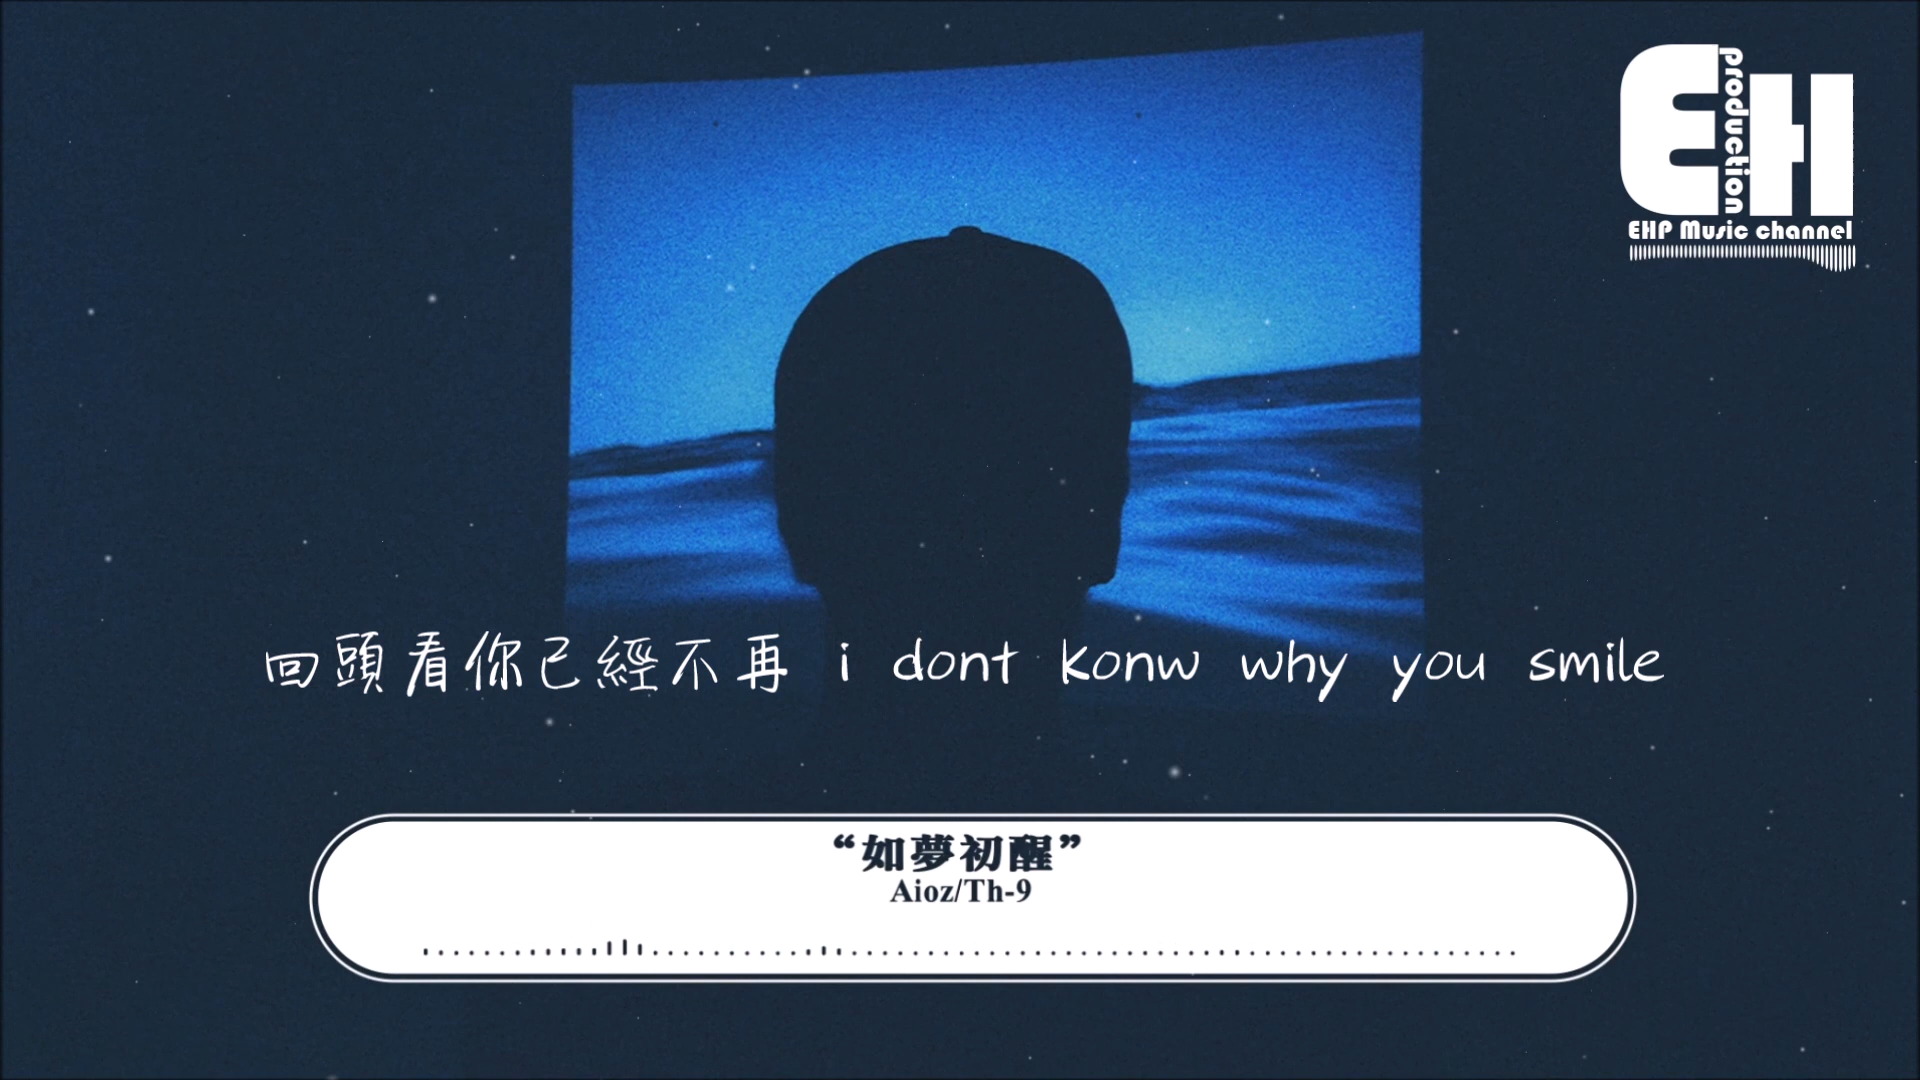 EH
production
EHP Music channel
回頭看你已經不再 i dont konw why you smile
“如夢初醒”
Aioz/Th-9